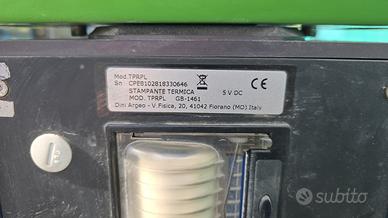 Mod.TPRPL
Sn : CPE8102818330646
STAMPANTE TERMICA 5 V DC
MOD. TPRPL GB-1461
Dini Argeo - V.Fisica, 20, 41042 Fiorano (MO) Italy
CE
subito